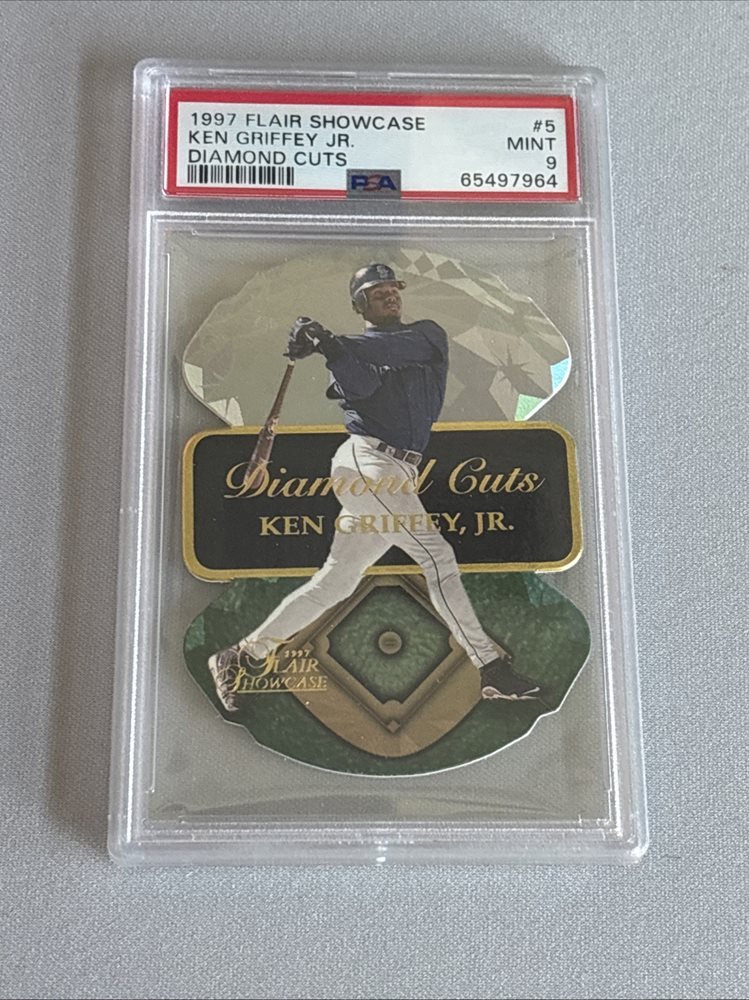 1997 FLAIR SHOWCASE #5
KEN GRIFFEY JR. MINT
DIAMOND CUTS 9
PSA 65497964
Diamond Cuts
KEN GRIFFEY, JR.
1997
FLAIR
SHOWCASE